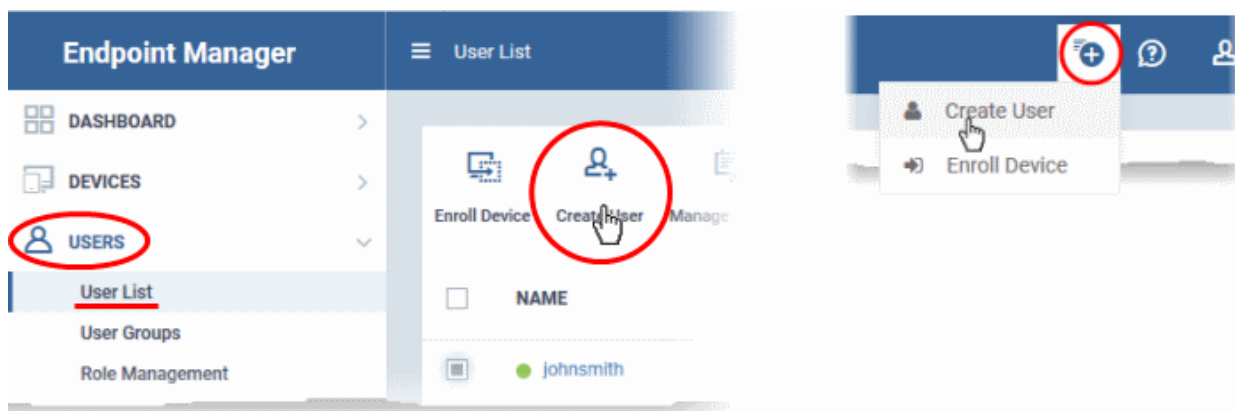 Endpoint Manager
User List
DASHBOARD
DEVICES
USERS
User List
User Groups
Role Management
Enroll Device
Create User
Manage
NAME
johnsmith
Create User
Enroll Device